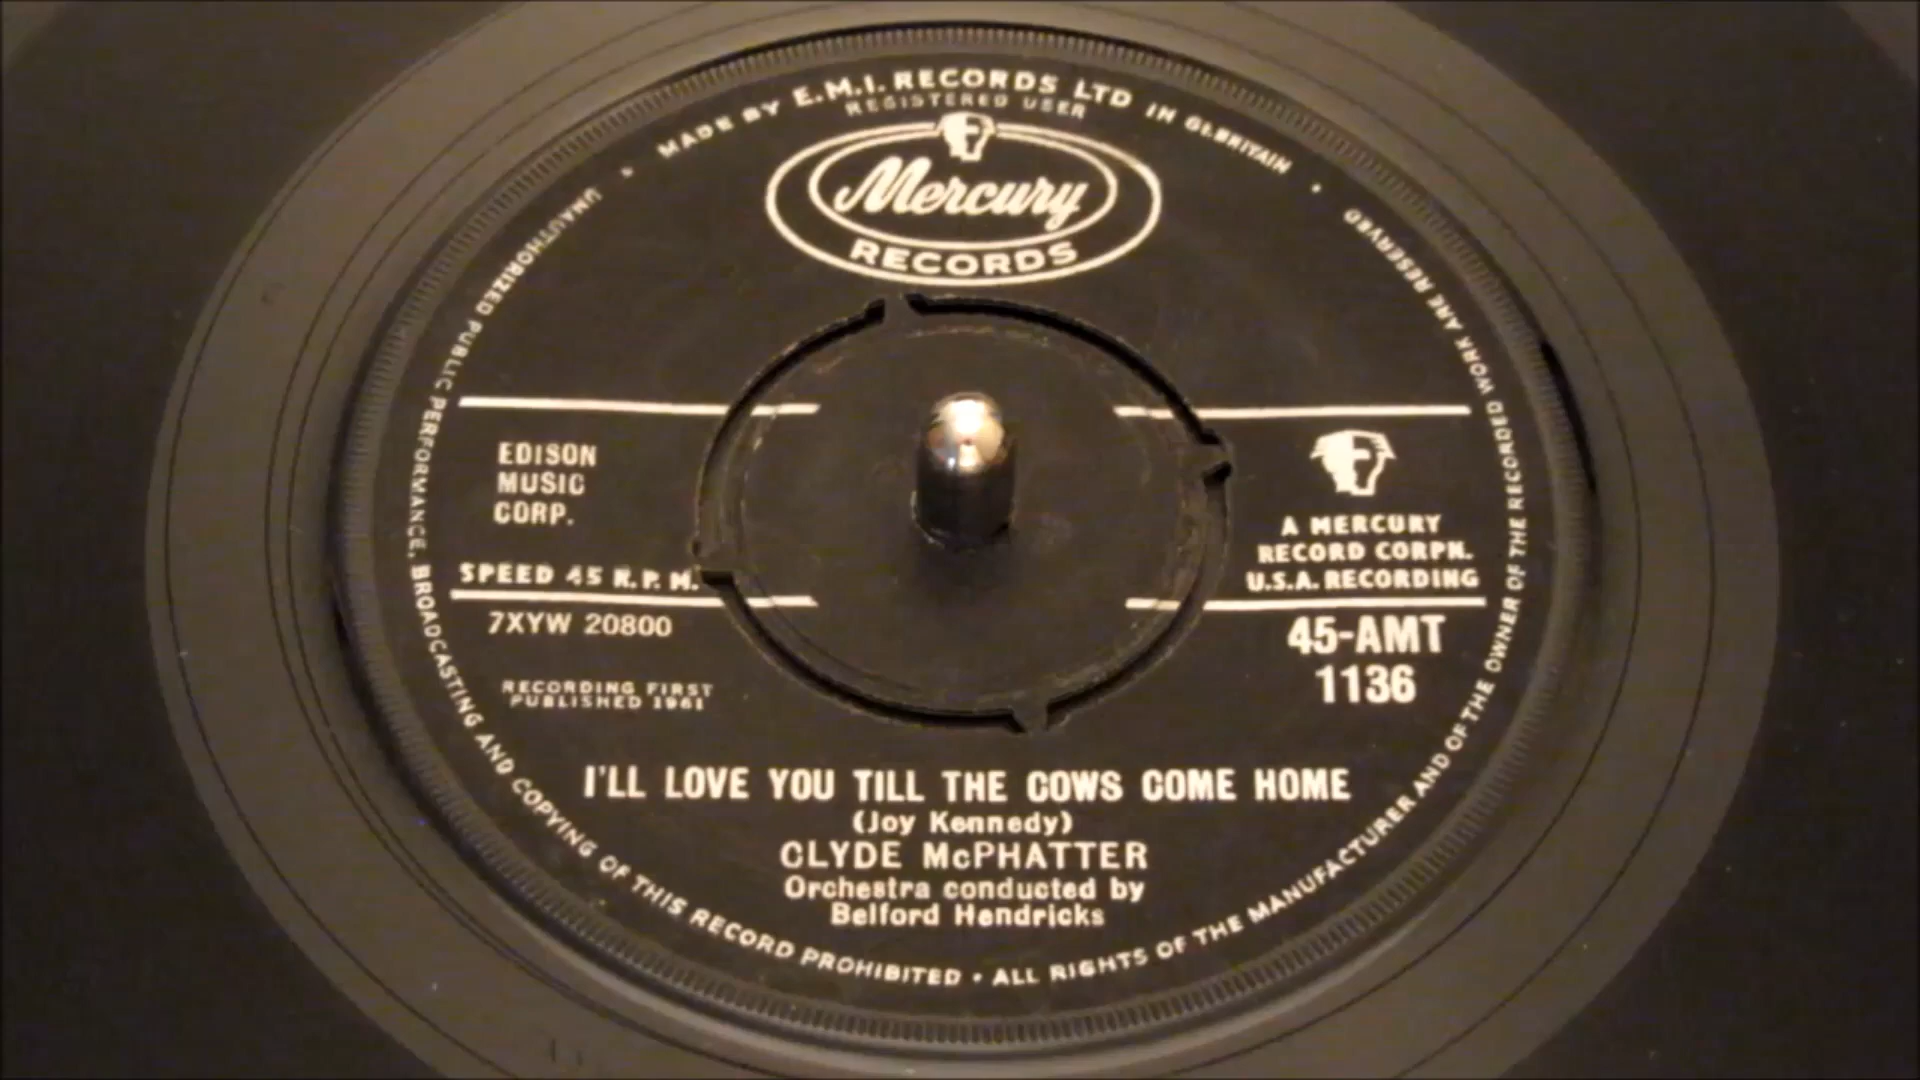 MADE BY E.M.I. RECORDS LTD IN GT.BRITAIN
REGISTERED USER
Mercury
RECORDS
EDISON
MUSIC
CORP.
SPEED 45 R.P.M.
7XYW 20800
RECORDING FIRST
PUBLISHED 1961
A MERCURY
RECORD CORPN.
U.S.A. RECORDING
45-AMT
1136
I'LL LOVE YOU TILL THE COWS COME HOME
(Joy Kennedy)
CLYDE McPHATTER
Orchestra conducted by
Belford Hendricks
UNAUTHORIZED PUBLIC PERFORMANCE, BROADCASTING AND COPYING OF THIS RECORD PROHIBITED • ALL RIGHTS OF THE MANUFACTURER AND OF THE OWNER OF THE RECORDED WORK ARE RESERVED